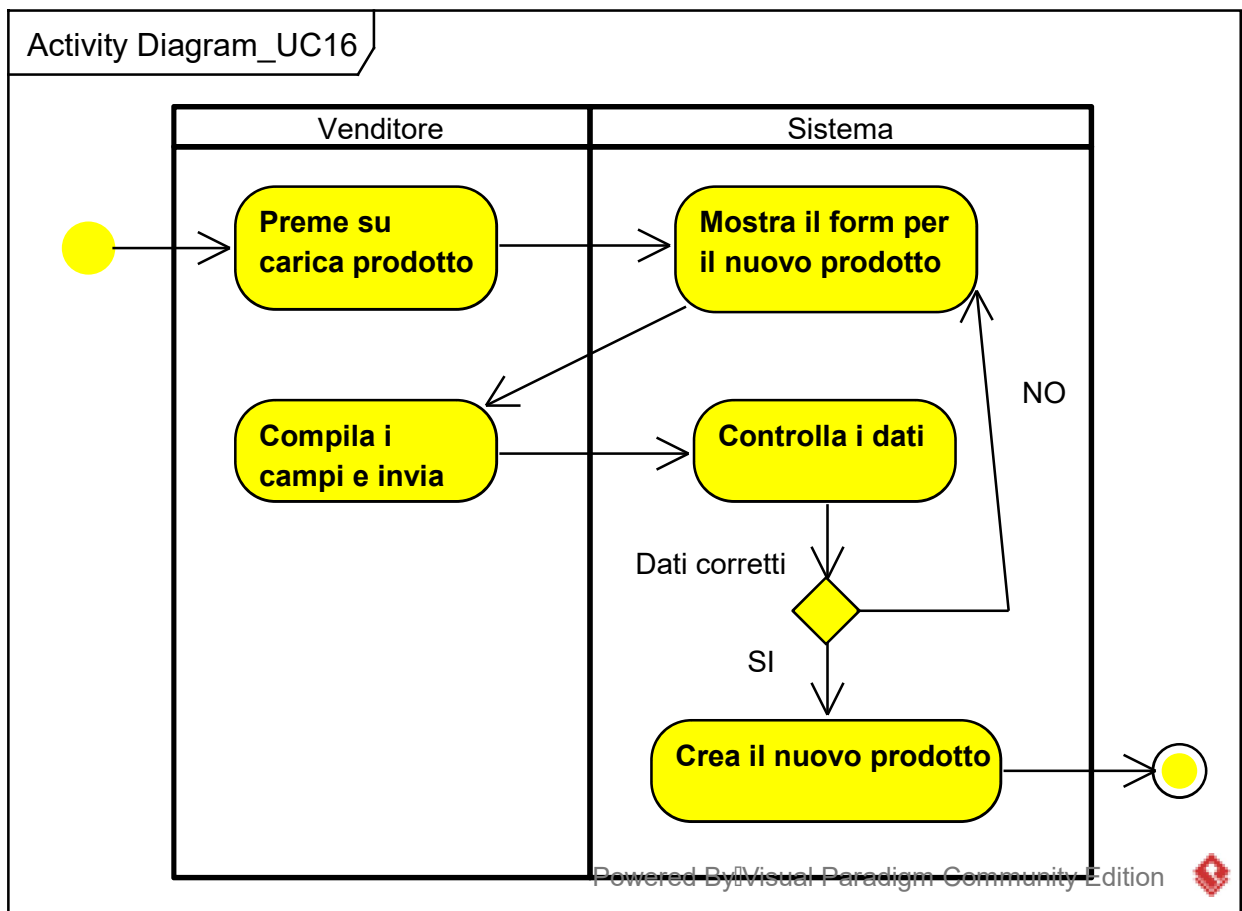 Activity Diagram_UC16
Venditore
Sistema
Preme su
carica prodotto
Mostra il form per
il nuovo prodotto
NO
Compila i
campi e invia
Controlla i dati
Dati corretti
SI
Crea il nuovo prodotto
Powered By Visual Paradigm Community Edition